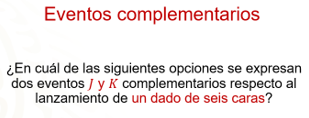 Eventos complementarios
¿En cuál de las siguientes opciones se expresan
dos eventos J y K complementarios respecto al
lanzamiento de un dado de seis caras?